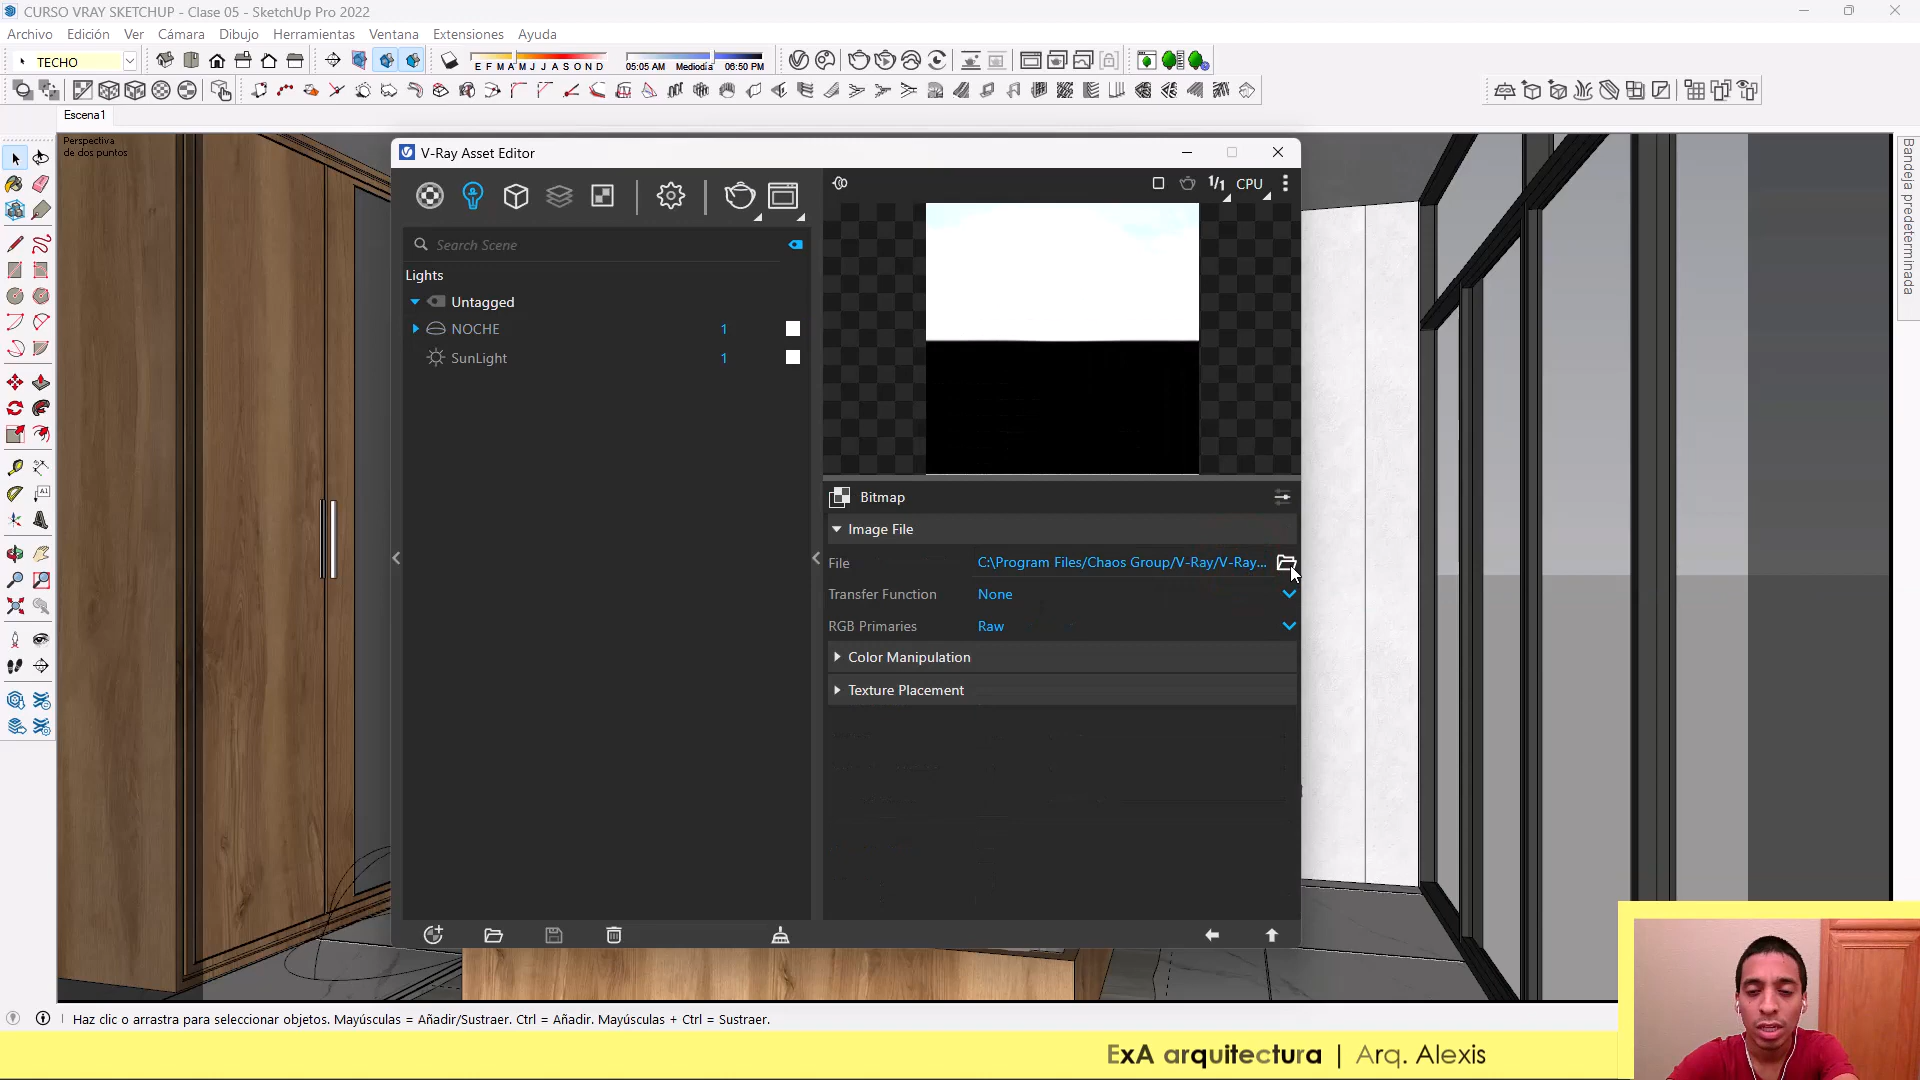 CURSO VRAY SKETCHUP - Clase 05 - SketchUp Pro 2022
Archivo Edición Ver Cámara Dibujo Herramientas Ventana Extensiones Ayuda
TECHO
E F M A M J J A S O N D
05:05 AM Mediodía 06:50 PM
Escena1
Perspectiva
de dos puntos
Bandeja predeterminada
V-Ray Asset Editor
1/1 CPU
Search Scene
Lights
Untagged
NOCHE 1
SunLight 1
Bitmap
Image File
File C:\Program Files/Chaos Group/V-Ray/V-Ray...
Transfer Function None
RGB Primaries Raw
Color Manipulation
Texture Placement
Haz clic o arrastra para seleccionar objetos. Mayúsculas = Añadir/Sustraer. Ctrl = Añadir. Mayúsculas + Ctrl = Sustraer.
ExA arquitectura | Arq. Alexis